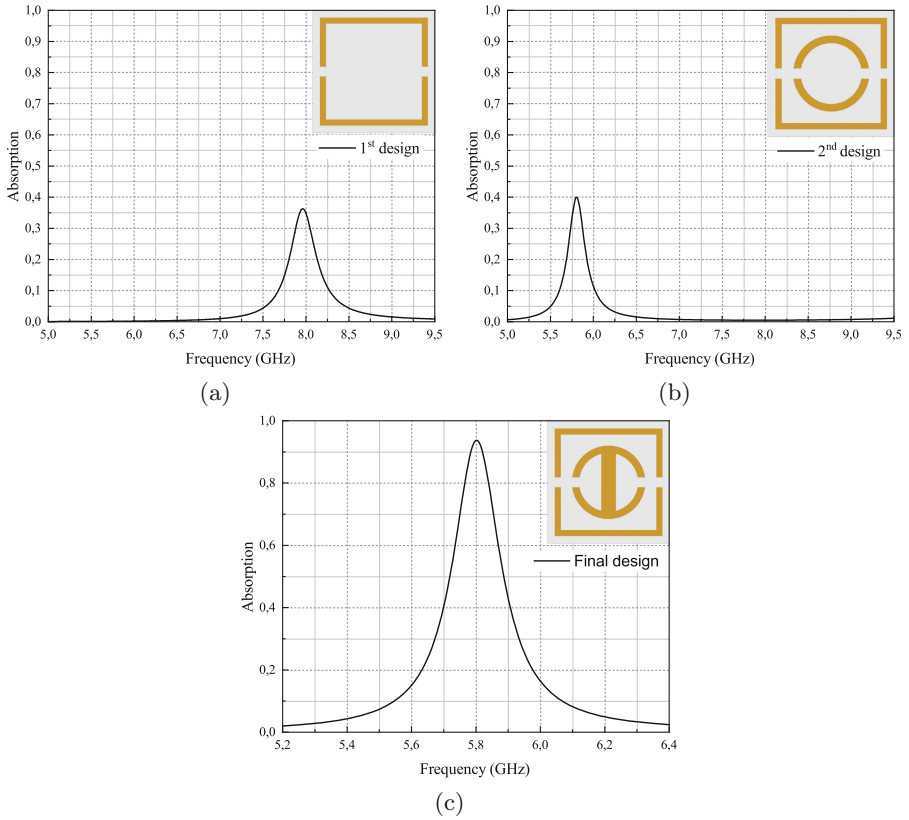 1,0
0,9
0,8
0,7
0,6
0,5
0,4
0,3
0,2
0,1
0,0
Absorption
1st design
5,0 5,5 6,0 6,5 7,0 7,5 8,0 8,5 9,0 9,5
Frequency (GHz)
(a)
1,0
0,9
0,8
0,7
0,6
0,5
0,4
0,3
0,2
0,1
0,0
Absorption
2nd design
5,0 5,5 6,0 6,5 7,0 7,5 8,0 8,5 9,0 9,5
Frequency (GHz)
(b)
1,0
0,8
0,6
0,4
0,2
0,0
Absorption
Final design
5,2 5,4 5,6 5,8 6,0 6,2 6,4
Frequency (GHz)
(c)